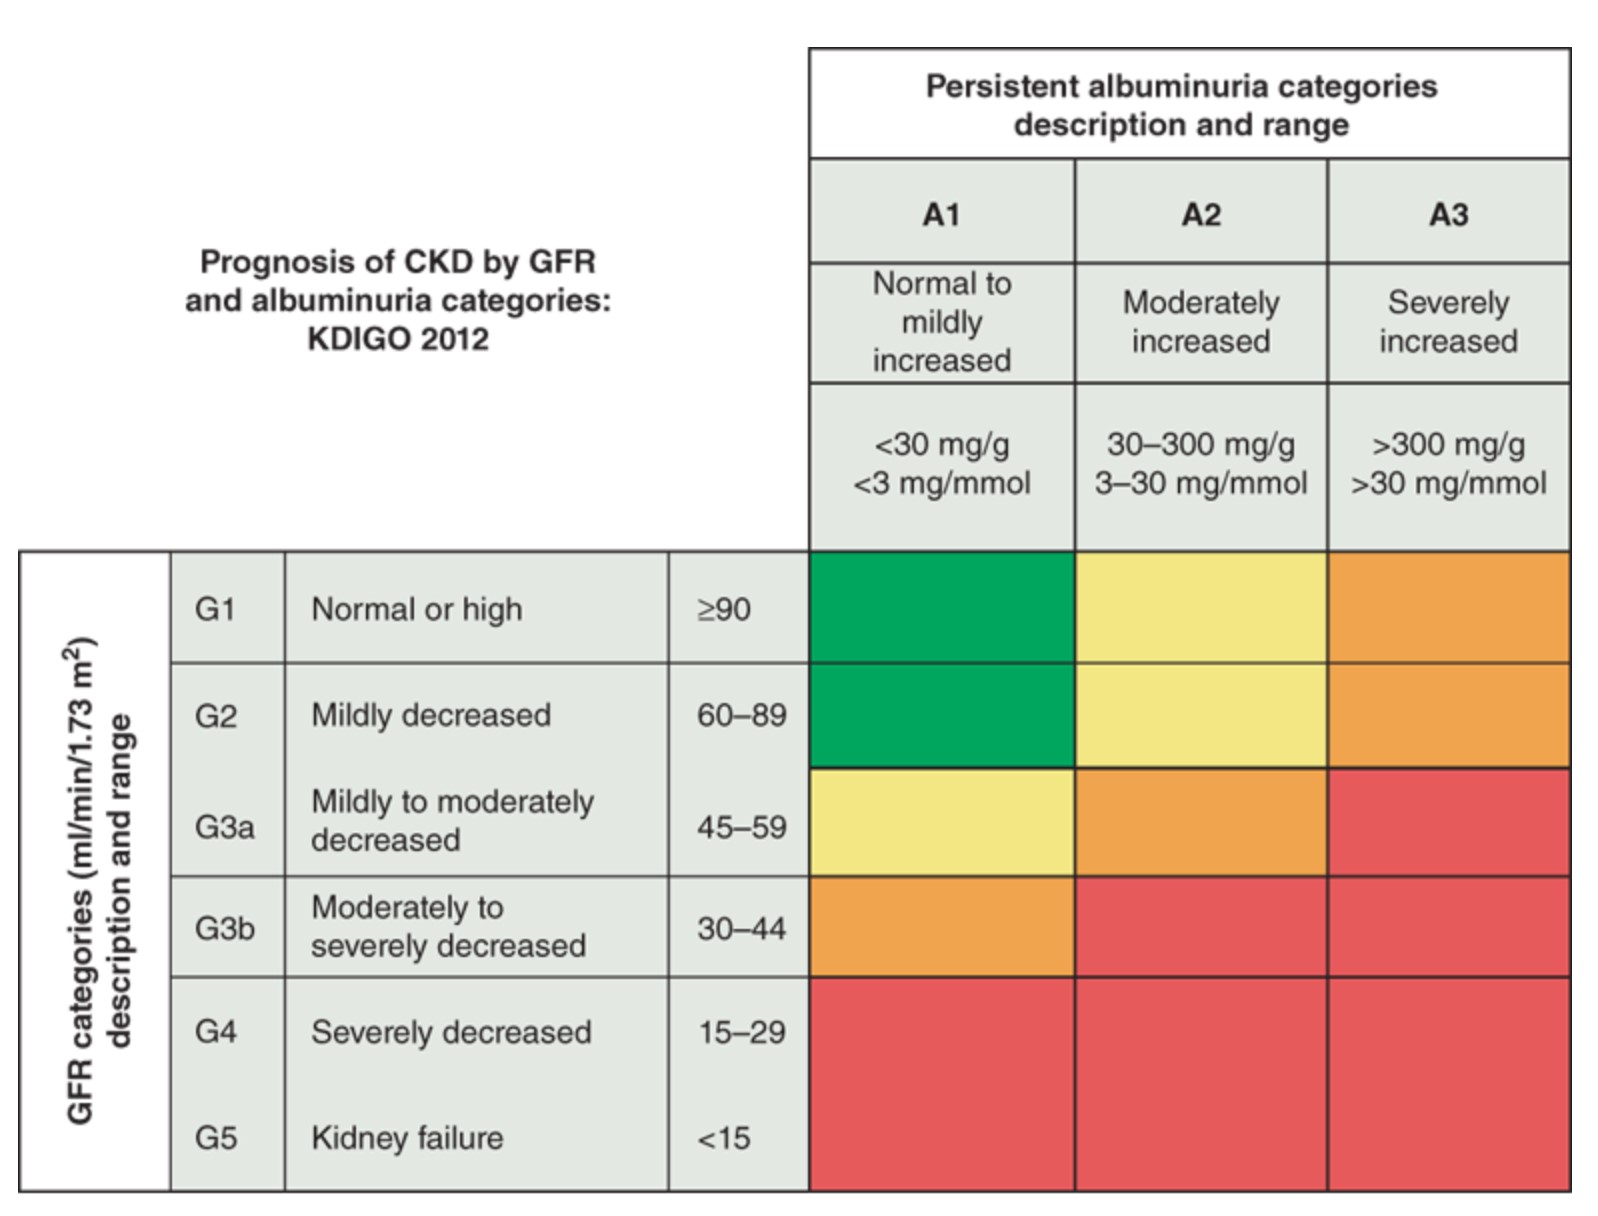 Persistent albuminuria categories
description and range
Prognosis of CKD by GFR
and albuminuria categories:
KDIGO 2012
A1
A2
A3
Normal to
mildly
increased
Moderately
increased
Severely
increased
<30 mg/g
<3 mg/mmol
30–300 mg/g
3–30 mg/mmol
>300 mg/g
>30 mg/mmol
GFR categories (ml/min/1.73 m²)
description and range
G1
Normal or high
≥90
G2
Mildly decreased
60–89
G3a
Mildly to moderately
decreased
45–59
G3b
Moderately to
severely decreased
30–44
G4
Severely decreased
15–29
G5
Kidney failure
<15